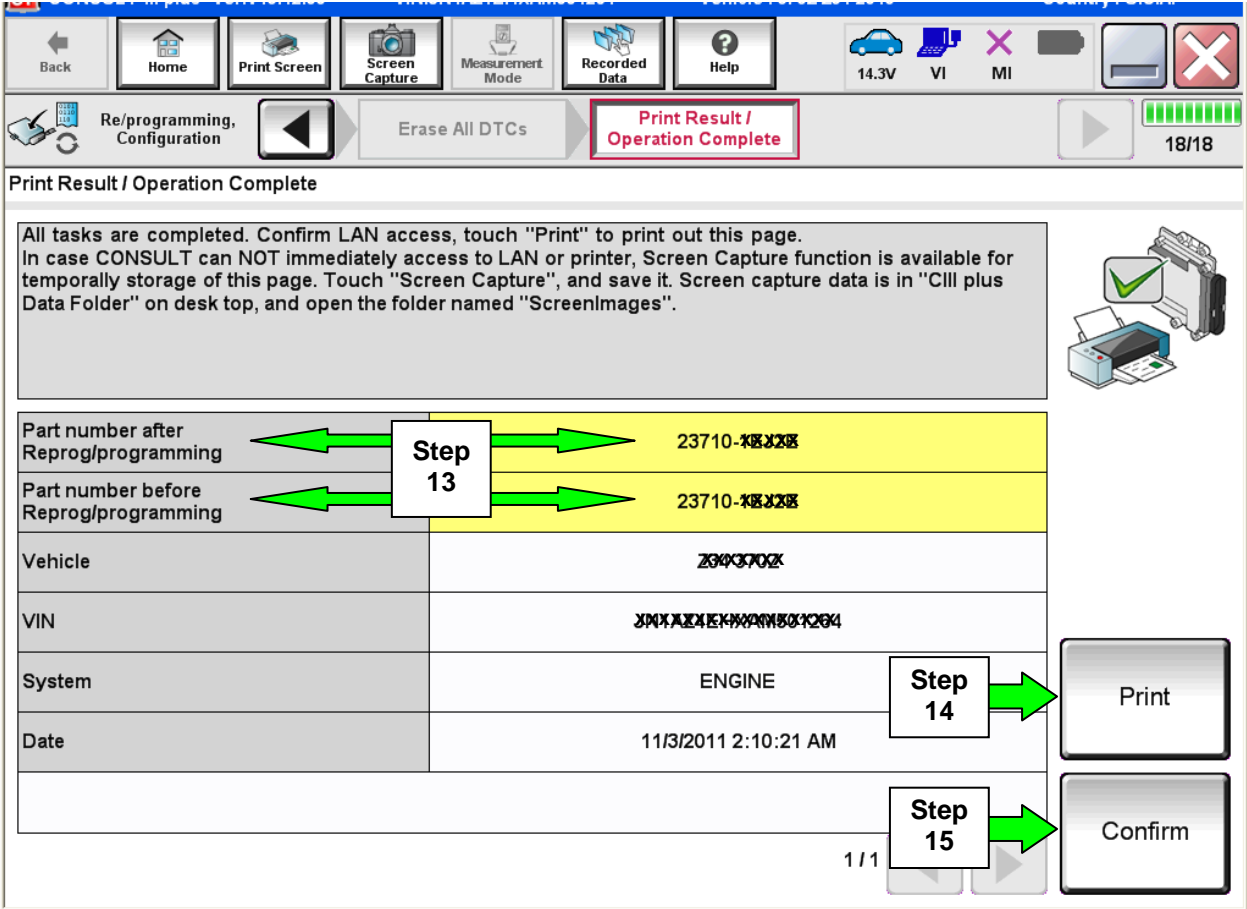 Back
Home
Print Screen
Screen
Capture
Measurement
Mode
Recorded
Data
Help
14.3V
VI
MI
Re/programming,
Configuration
Erase All DTCs
Print Result /
Operation Complete
18/18
Print Result / Operation Complete
All tasks are completed. Confirm LAN access, touch "Print" to print out this page.
In case CONSULT can NOT immediately access to LAN or printer, Screen Capture function is available for
temporally storage of this page. Touch "Screen Capture", and save it. Screen capture data is in "CIII plus
Data Folder" on desk top, and open the folder named "ScreenImages".
Part number after
Reprog/programming
Step
13
23710-
Part number before
Reprog/programming
23710-
Vehicle
VIN
System
ENGINE
Step
14
Print
Date
11/3/2011 2:10:21 AM
Step
15
Confirm
1 / 1